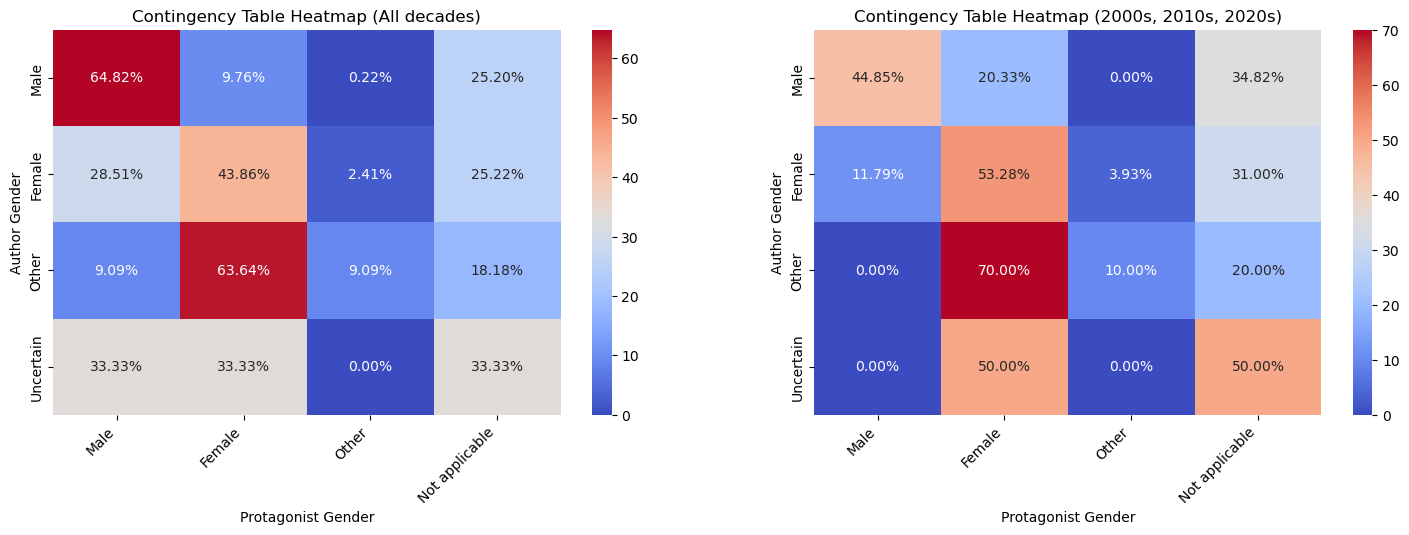 Contingency Table Heatmap (All decades)
Author Gender
Male
Female
Other
Uncertain
64.82% 9.76% 0.22% 25.20%
28.51% 43.86% 2.41% 25.22%
9.09% 63.64% 9.09% 18.18%
33.33% 33.33% 0.00% 33.33%
Male
Female
Other
Not applicable
Protagonist Gender
60
50
40
30
20
10
0
Contingency Table Heatmap (2000s, 2010s, 2020s)
Author Gender
Male
Female
Other
Uncertain
44.85% 20.33% 0.00% 34.82%
11.79% 53.28% 3.93% 31.00%
0.00% 70.00% 10.00% 20.00%
0.00% 50.00% 0.00% 50.00%
Male
Female
Other
Not applicable
Protagonist Gender
70
60
50
40
30
20
10
0